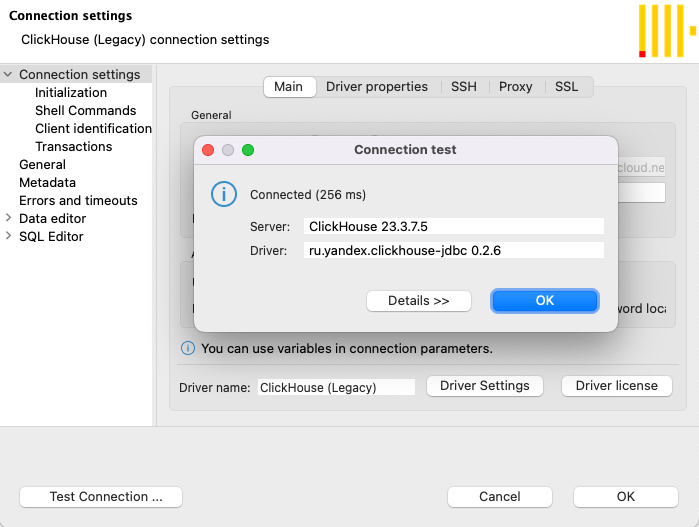 Connection settings
ClickHouse (Legacy) connection settings
Connection settings
Initialization
Shell Commands
Client identification
Transactions
General
Metadata
Errors and timeouts
Data editor
SQL Editor
Main Driver properties SSH Proxy SSL
General
cloud.ne
Connection test
Connected (256 ms)
Server: ClickHouse 23.3.7.5
Driver: ru.yandex.clickhouse-jdbc 0.2.6
Details >> OK
word loca
You can use variables in connection parameters.
Driver name: ClickHouse (Legacy) Driver Settings Driver license
Test Connection ... Cancel OK